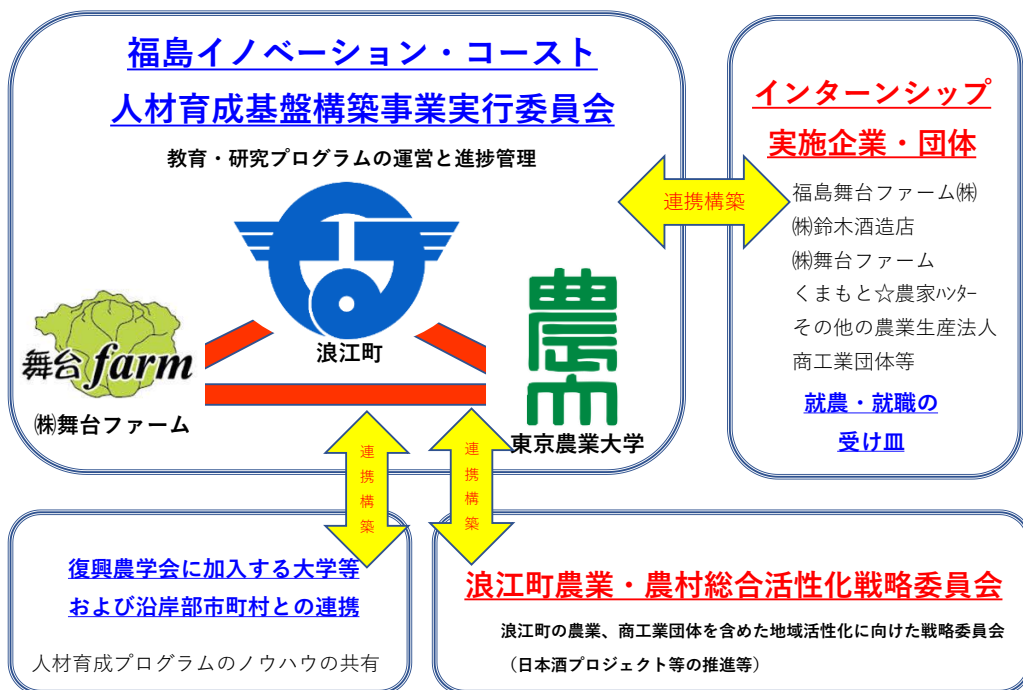 福島イノベーション・コースト
人材育成基盤構築事業実行委員会
教育・研究プログラムの運営と進捗管理
浪江町
舞台farm
㈱舞台ファーム
農大
東京農業大学
連携構築
インターンシップ
実施企業・団体
福島舞台ファーム㈱
㈱鈴木酒造店
㈱舞台ファーム
くまもと☆農家ﾊﾝﾀｰ
その他の農業生産法人
商工業団体等
就農・就職の
受け皿
連携構築
連携構築
復興農学会に加入する大学等
および沿岸部市町村との連携
人材育成プログラムのノウハウの共有
浪江町農業・農村総合活性化戦略委員会
浪江町の農業、商工業団体を含めた地域活性化に向けた戦略委員会
（日本酒プロジェクト等の推進等）